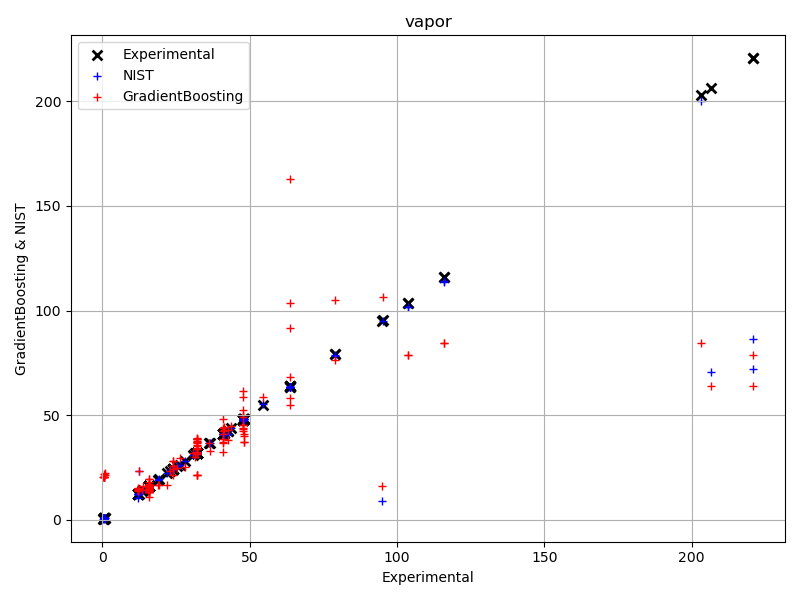 vapor
Experimental
NIST
GradientBoosting
GradientBoosting & NIST
200
150
100
50
0
0 50 100 150 200
Experimental